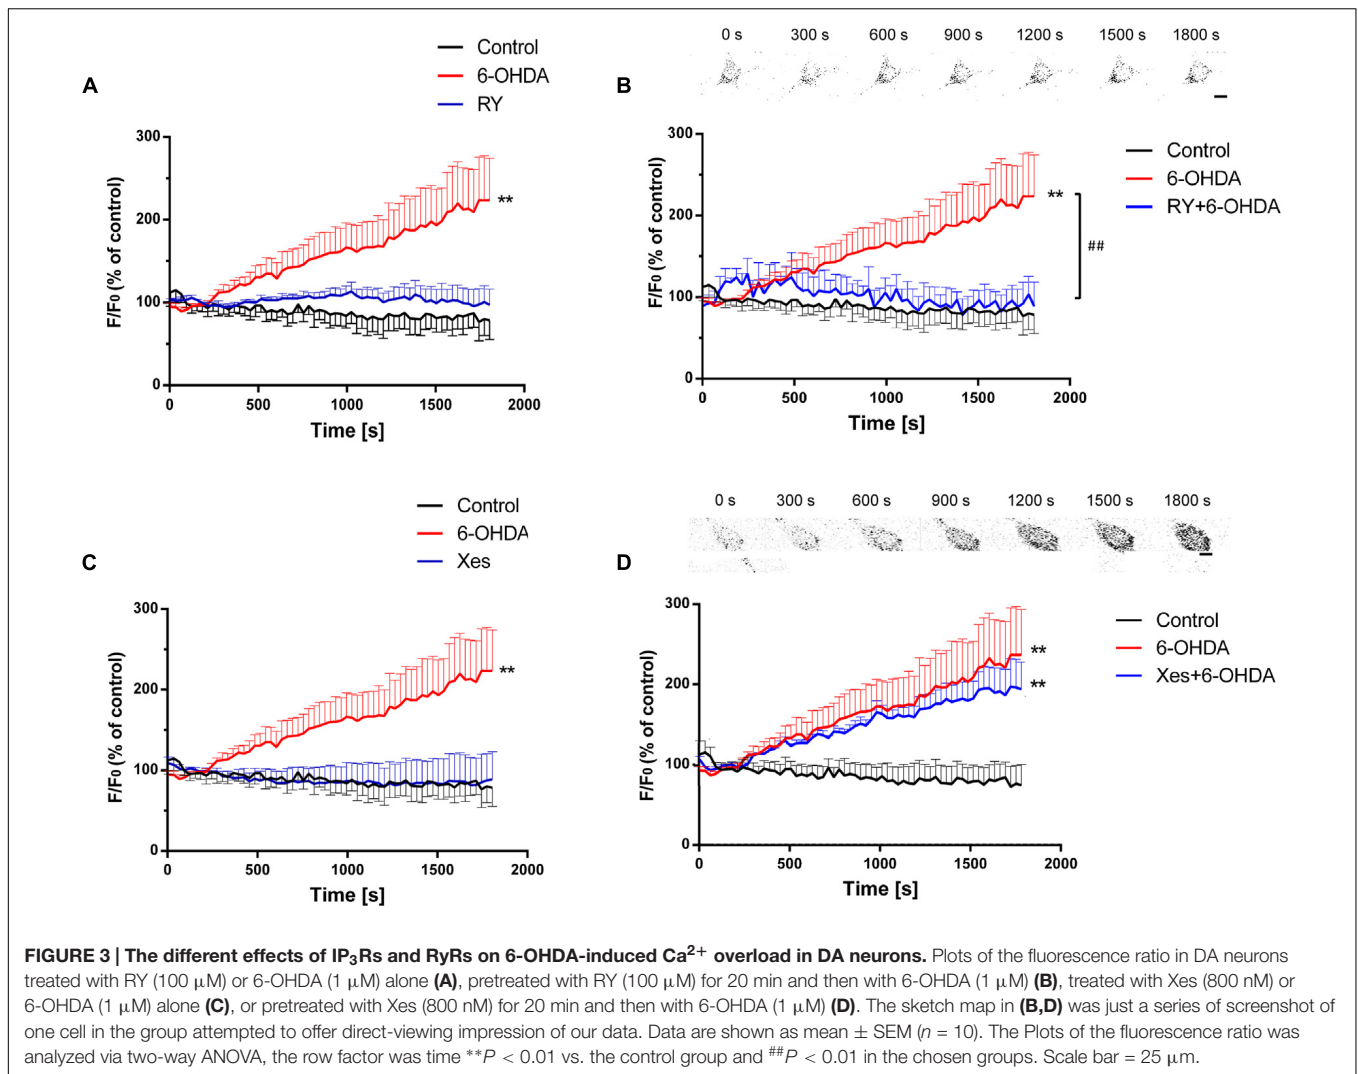 A
Control
6-OHDA
RY
F/F0 (% of control)
300
200
100
0
**
0 500 1000 1500 2000
Time [s]
B
0 s 300 s 600 s 900 s 1200 s 1500 s 1800 s
Control
6-OHDA
RY+6-OHDA
F/F0 (% of control)
300
200
100
0
**
##
0 500 1000 1500 2000
Time [s]
C
Control
6-OHDA
Xes
F/F0 (% of control)
300
200
100
0
**
0 500 1000 1500 2000
Time [s]
D
0 s 300 s 600 s 900 s 1200 s 1500 s 1800 s
Control
6-OHDA
Xes+6-OHDA
F/F0 (% of control)
300
200
100
0
**
**
0 500 1000 1500 2000
Time [s]
FIGURE 3 | The different effects of IP3Rs and RyRs on 6-OHDA-induced Ca2+ overload in DA neurons. Plots of the fluorescence ratio in DA neurons
treated with RY (100 μM) or 6-OHDA (1 μM) alone (A), pretreated with RY (100 μM) for 20 min and then with 6-OHDA (1 μM) (B), treated with Xes (800 nM) or
6-OHDA (1 μM) alone (C), or pretreated with Xes (800 nM) for 20 min and then with 6-OHDA (1 μM) (D). The sketch map in (B,D) was just a series of screenshot of
one cell in the group attempted to offer direct-viewing impression of our data. Data are shown as mean ± SEM (n = 10). The Plots of the fluorescence ratio was
analyzed via two-way ANOVA, the row factor was time **P < 0.01 vs. the control group and ##P < 0.01 in the chosen groups. Scale bar = 25 μm.